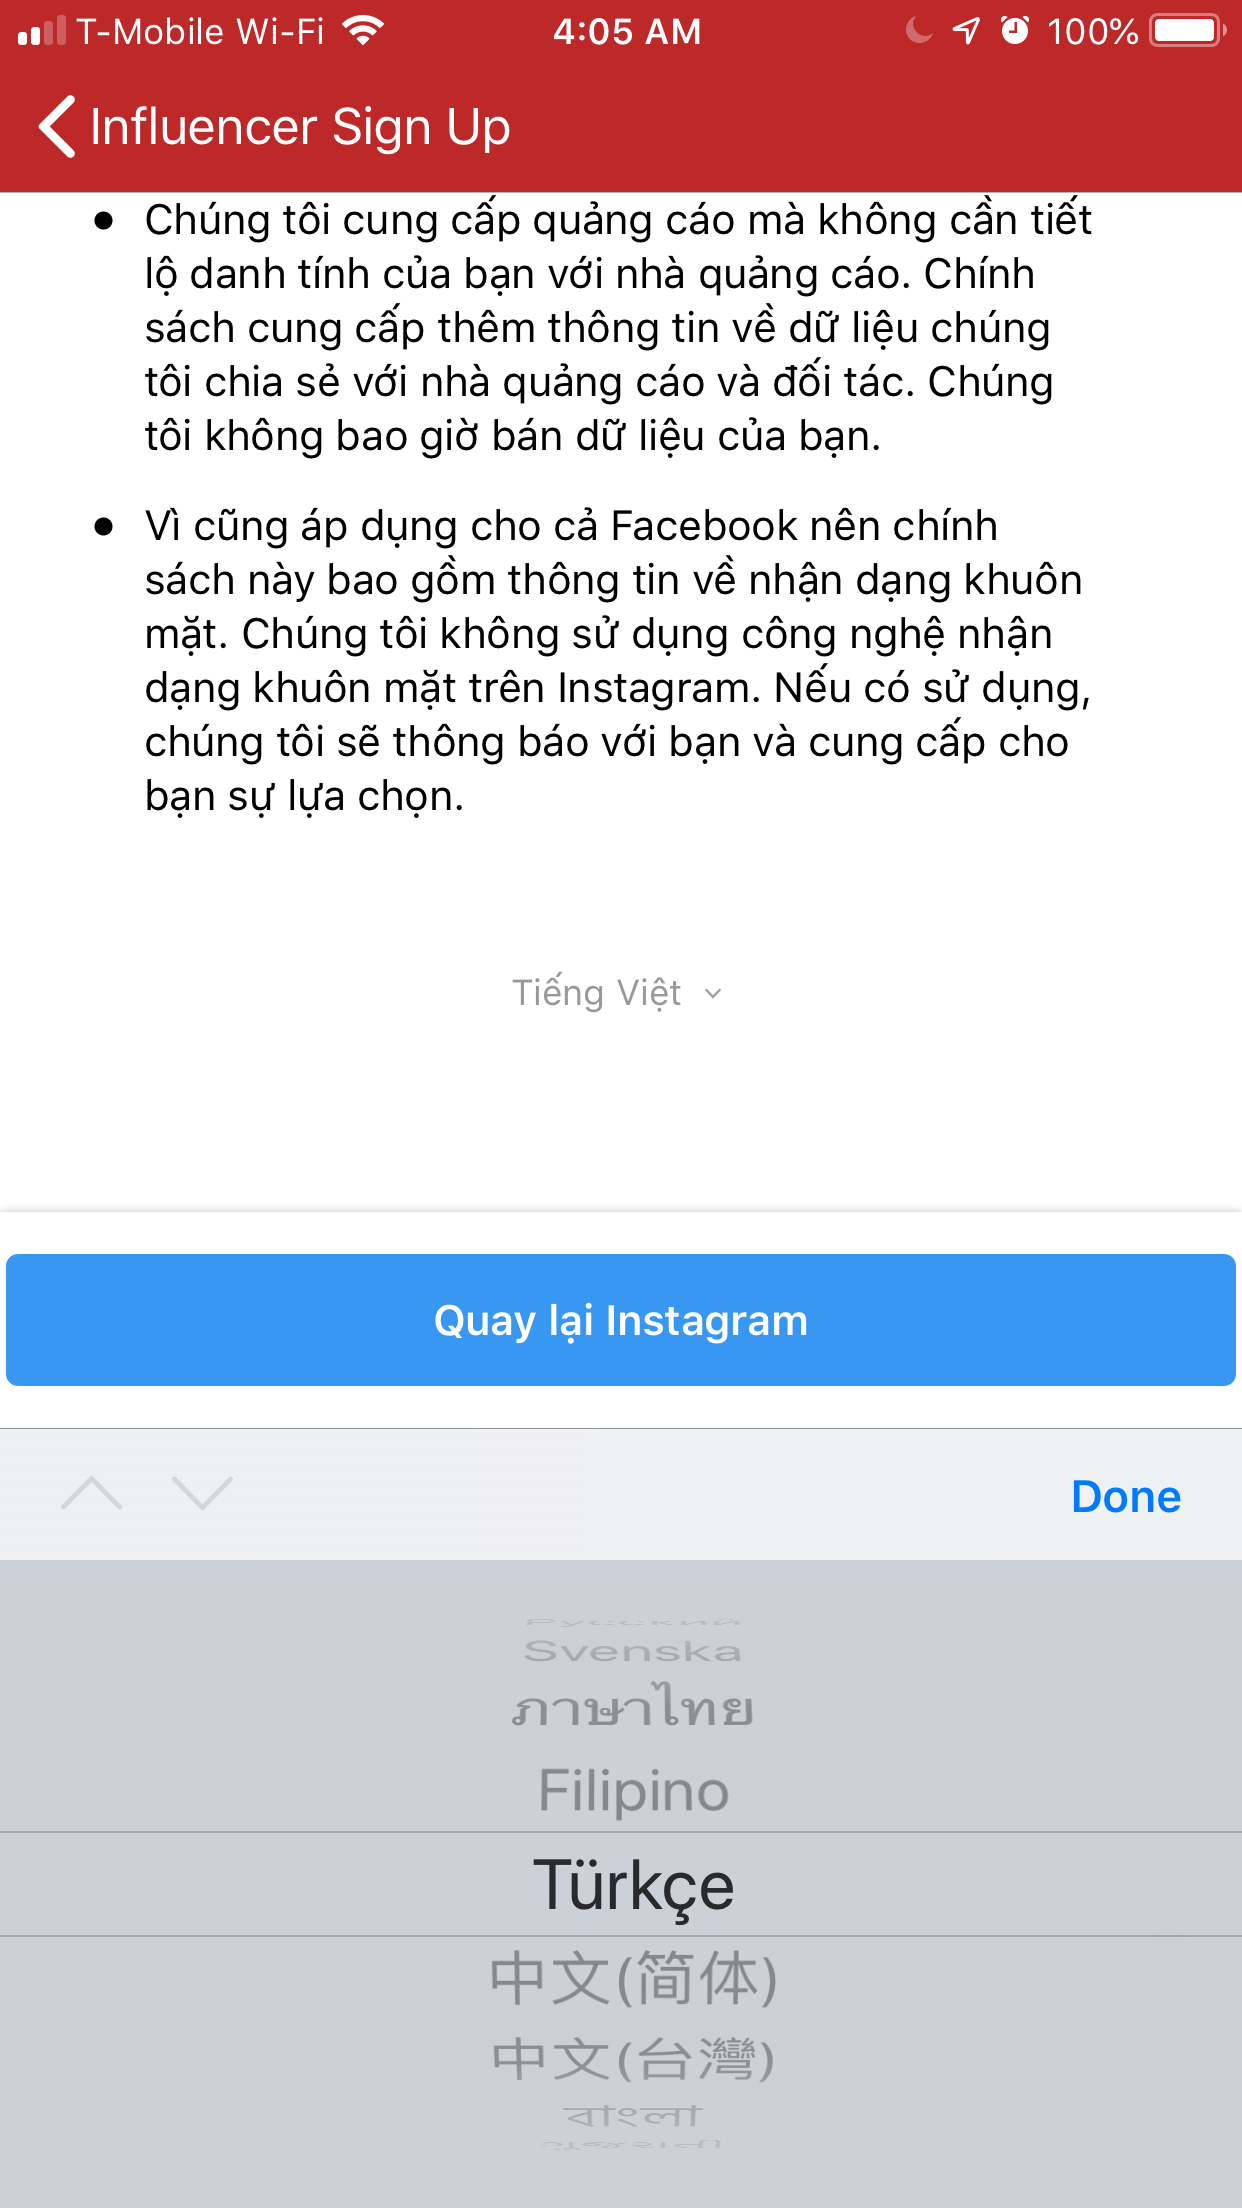 T-Mobile Wi-Fi 4:05 AM 100%
Influencer Sign Up
• Chúng tôi cung cấp quảng cáo mà không cần tiết
lộ danh tính của bạn với nhà quảng cáo. Chính
sách cung cấp thêm thông tin về dữ liệu chúng
tôi chia sẻ với nhà quảng cáo và đối tác. Chúng
tôi không bao giờ bán dữ liệu của bạn.
• Vì cũng áp dụng cho cả Facebook nên chính
sách này bao gồm thông tin về nhận dạng khuôn
mặt. Chúng tôi không sử dụng công nghệ nhận
dạng khuôn mặt trên Instagram. Nếu có sử dụng,
chúng tôi sẽ thông báo với bạn và cung cấp cho
bạn sự lựa chọn.
Tiếng Việt
Quay lại Instagram
Done
Русский
Svenska
ภาษาไทย
Filipino
Türkçe
中文(简体)
中文(台灣)
বাংলা